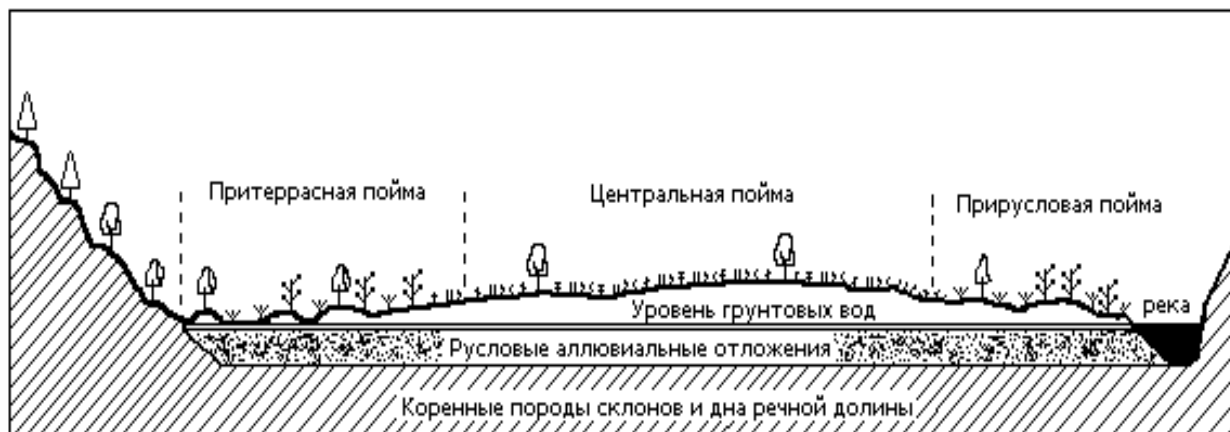 Притеррасная пойма
Центральная пойма
Прирусловая пойма
Уровень грунтовых вод
река
Русловые аллювиальные отложения
Коренные породы склонов и дна речной долины